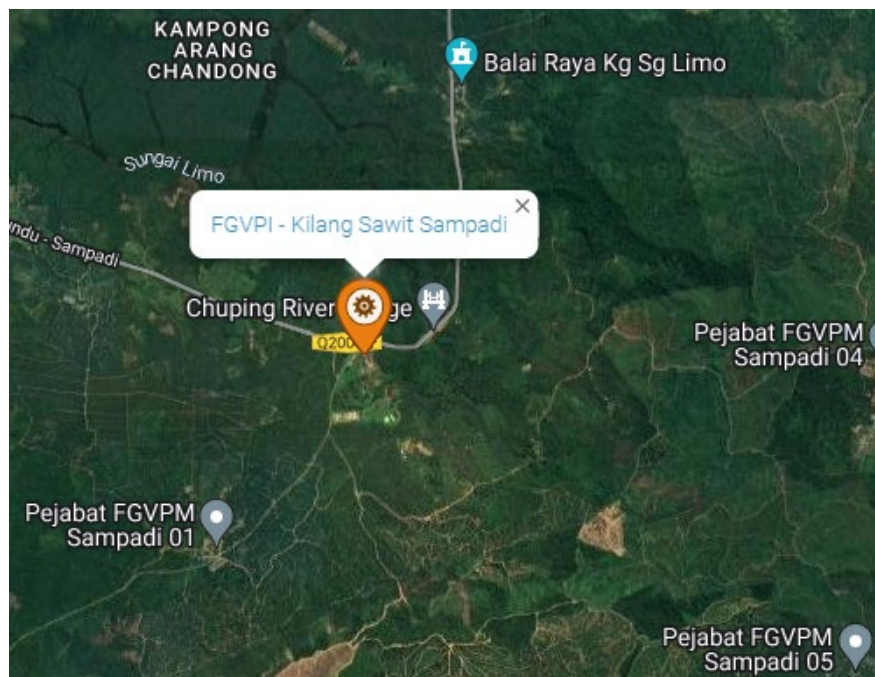 KAMPONG
ARANG
CHANDONG
Balai Raya Kg Sg Limo
Sungai Limo
FGVPI - Kilang Sawit Sampadi
Sampadi
Chuping River
Pejabat FGVPM
Sampadi 04
Pejabat FGVPM
Sampadi 01
Pejabat FGVPM
Sampadi 05